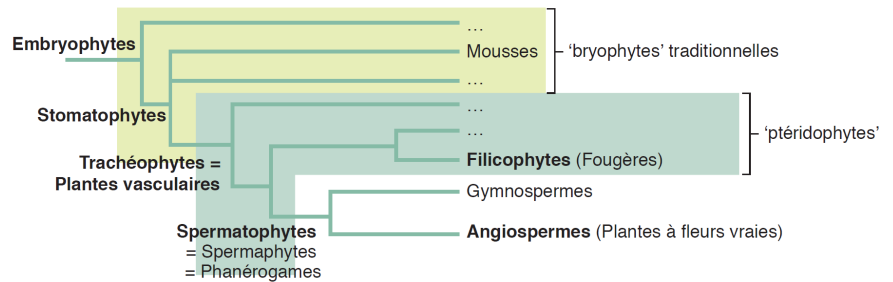 …
Embryophytes
Mousses
‘bryophytes’ traditionnelles
…
Stomatophytes
…
…
‘ptéridophytes’
Trachéophytes =
Plantes vasculaires
Filicophytes (Fougères)
Gymnospermes
Spermatophytes
= Spermaphytes
= Phanérogames
Angiospermes (Plantes à fleurs vraies)